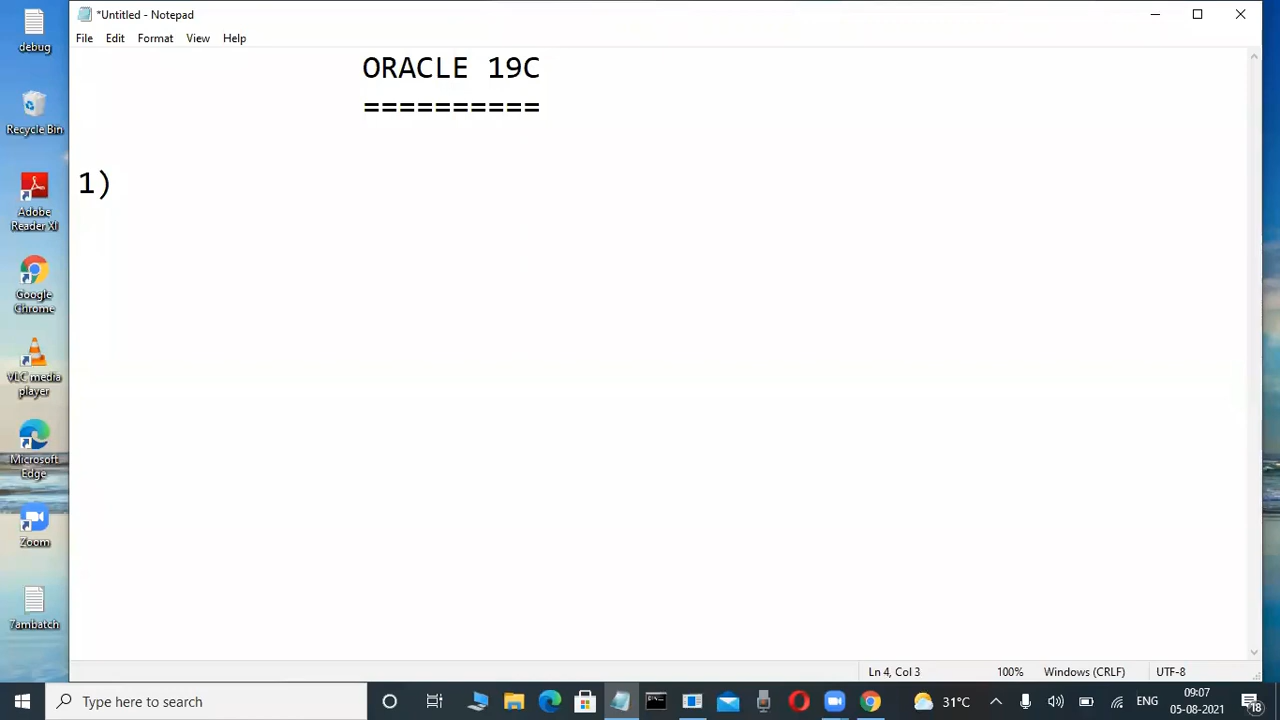 *Untitled - Notepad
File Edit Format View Help
ORACLE 19C
==========
1)
debug
Recycle Bin
Adobe
Reader XI
Google
Chrome
VLC media
player
Microsoft
Edge
Zoom
7ambatch
Ln 4, Col 3 100% Windows (CRLF) UTF-8
Type here to search
31°C
ENG
09:07
05-08-2021
18